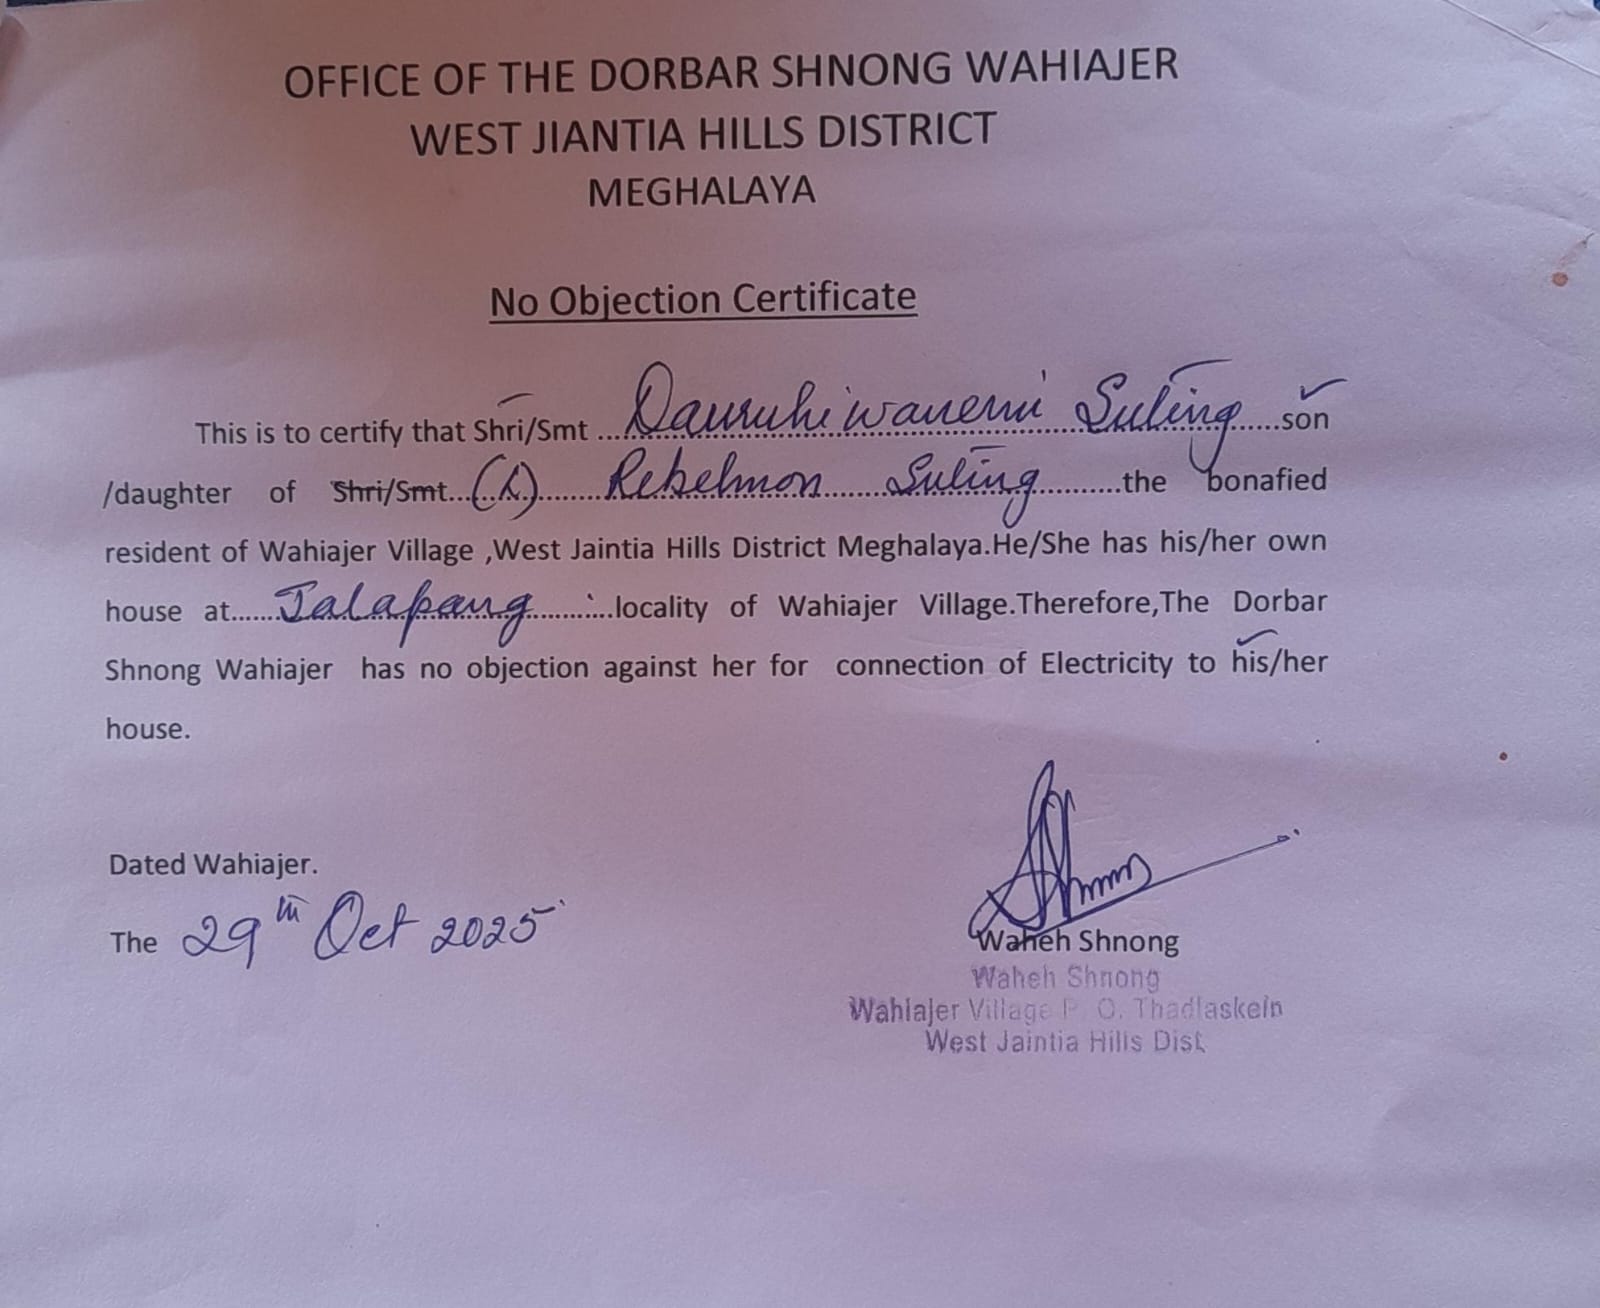 OFFICE OF THE DORBAR SHNONG WAHIAJER
WEST JIANTIA HILLS DISTRICT
MEGHALAYA
No Objection Certificate
This is to certify that Shri/Smt ... Dauruhiwanemi Suting ...son
/daughter of Shri/Smt...(L)... Rebelmon Suting ...the bonafied
resident of Wahiajer Village ,West Jaintia Hills District Meghalaya.He/She has his/her own
house at... Ialapang ...locality of Wahiajer Village.Therefore,The Dorbar
Shnong Wahiajer has no objection against her for connection of Electricity to his/her
house.
Dated Wahiajer.
The 29th Oct 2025
Waheh Shnong
Waheh Shnong
Wahiajer Village P. O. Thadlaskein
West Jaintia Hills Dist.